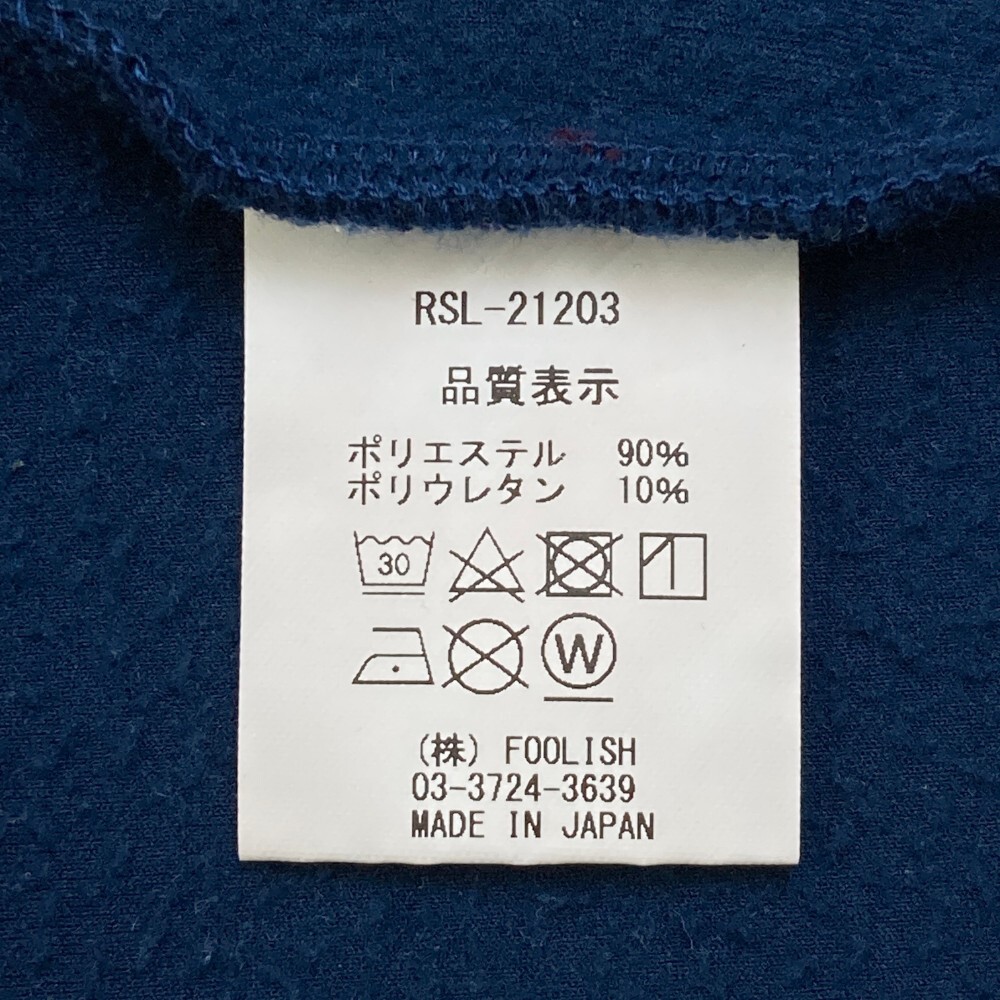 RSL-21203
品質表示
ポリエステル 90%
ポリウレタン 10%
30
W
(株) FOOLISH
03-3724-3639
MADE IN JAPAN